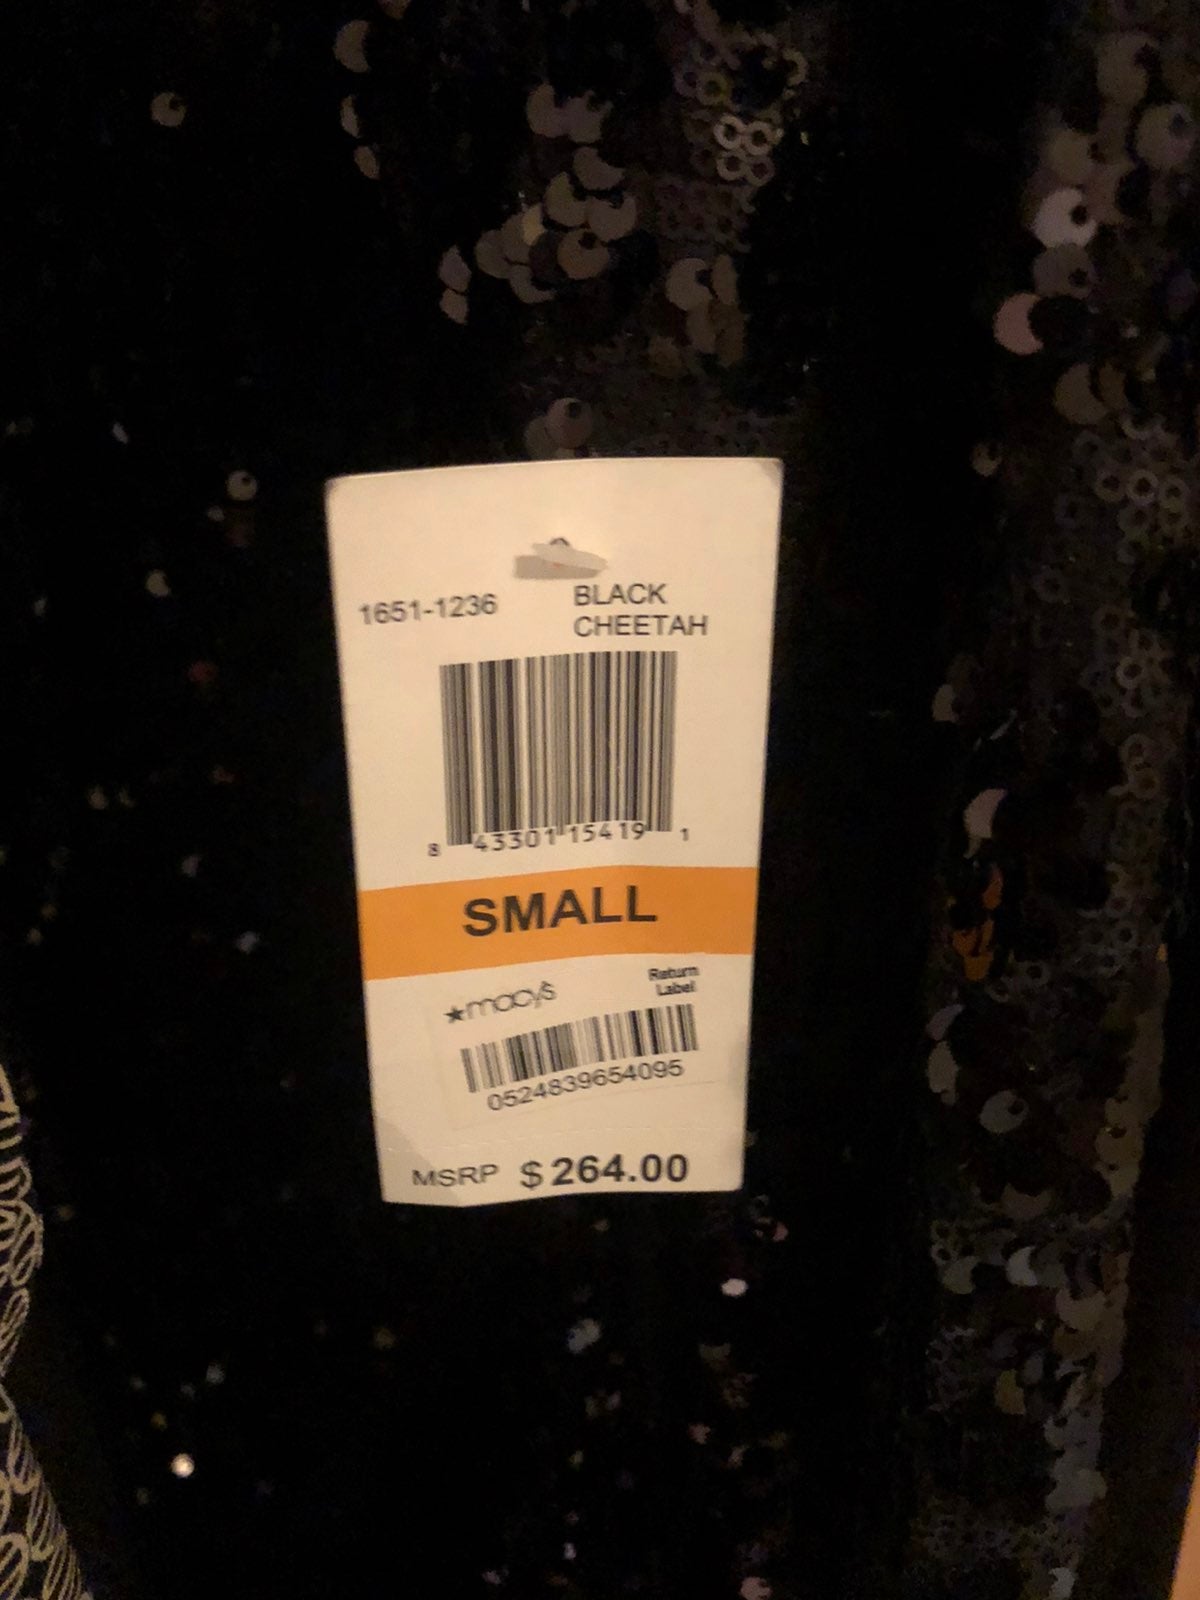 1651-1236 BLACK
CHEETAH
8 43301 15419 1
SMALL
★macy's Return
Label
0524839654095
MSRP $264.00